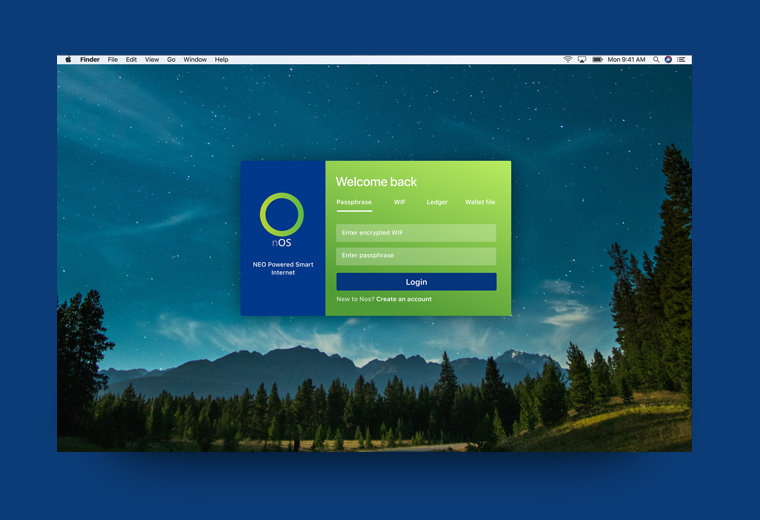 Finder File Edit View Go Window Help Mon 9:41 AM
Welcome back
Passphrase WIF Ledger Wallet file
nOS
NEO Powered Smart
Internet
Enter encrypted WIF
Enter passphrase
Login
New to Nos? Create an account